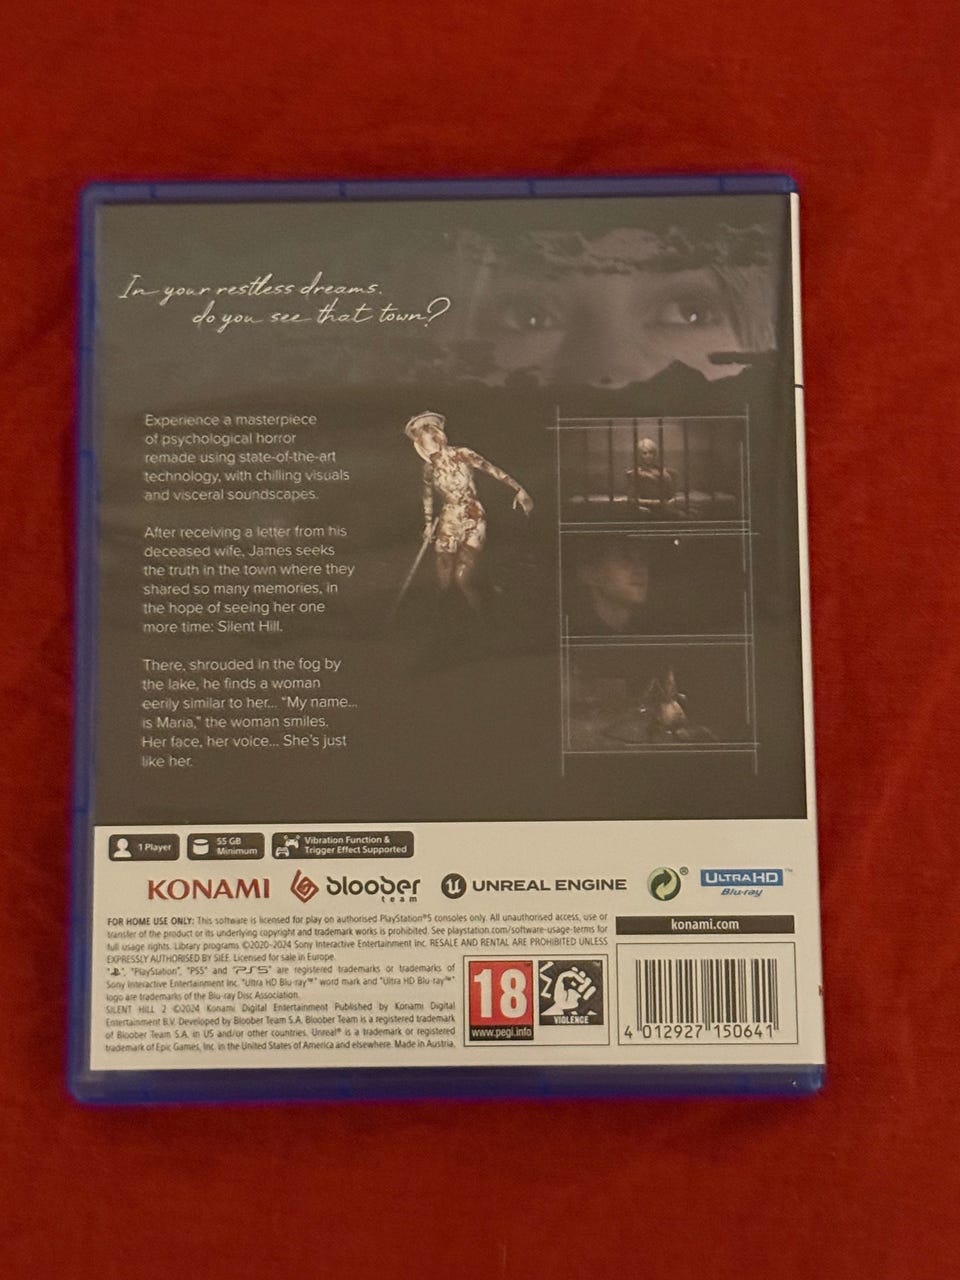 In your restless dreams.
do you see that town?
Experience a masterpiece
of psychological horror
remade using state-of-the-art
technology, with chilling visuals
and visceral soundscapes.
After receiving a letter from his
deceased wife, James seeks
the truth in the town where they
shared so many memories, in
the hope of seeing her one
more time: Silent Hill.
There, shrouded in the fog by
the lake, he finds a woman
eerily similar to her... "My name...
is Maria," the woman smiles.
Her face, her voice... She's just
like her.
1 Player
55 GB
Minimum
Vibration Function &
Trigger Effect Supported
KONAMI
bloober
team
UNREAL ENGINE
®
ULTRA HD™
Blu-ray
FOR HOME USE ONLY: This software is licensed for play on authorised PlayStation®5 consoles only. All unauthorised access, use or
transfer of the product or its underlying copyright and trademark works is prohibited. See playstation.com/software-usage-terms for
full usage rights. Library programs ©2020-2024 Sony Interactive Entertainment Inc. RESALE AND RENTAL ARE PROHIBITED UNLESS
EXPRESSLY AUTHORISED BY SIEE. Licensed for sale in Europe.
" ", "PlayStation", "PS5" and "PS5" are registered trademarks or trademarks of
Sony Interactive Entertainment Inc. "Ultra HD Blu-ray™" word mark and "Ultra HD Blu-ray™"
logo are trademarks of the Blu-ray Disc Association.
SILENT HILL 2 ©2024 Konami Digital Entertainment Published by Konami Digital
Entertainment B.V. Developed by Bloober Team S.A. Bloober Team is a registered trademark
of Bloober Team S.A. in US and/or other countries. Unreal® is a trademark or registered
trademark of Epic Games, Inc. in the United States of America and elsewhere. Made in Austria.
konami.com
18
www.pegi.info
VIOLENCE
4 012927 150641